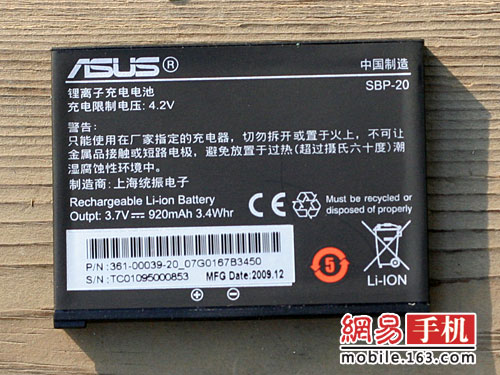 ASUS®
中国制造
SBP-20
锂离子充电电池
充电限制电压: 4.2V
警告:
只能使用在厂家指定的充电器, 切勿拆开或置于火上, 不可让
金属品接触或短路电极, 避免放置于过热 (超过摄氏六十度) 潮
湿腐蚀性环境中。
制造商: 上海统振电子
Rechargeable Li-ion Battery
Outpt: 3.7V 920mAh 3.4Whr
CE
Must be recycled or
disposed properly
P/N : 361-00039-20_07G0167B3450
S/N : TC01095000853
MFG Date: 2009.12
5
Li-ION
網易手机
mobile.163.com